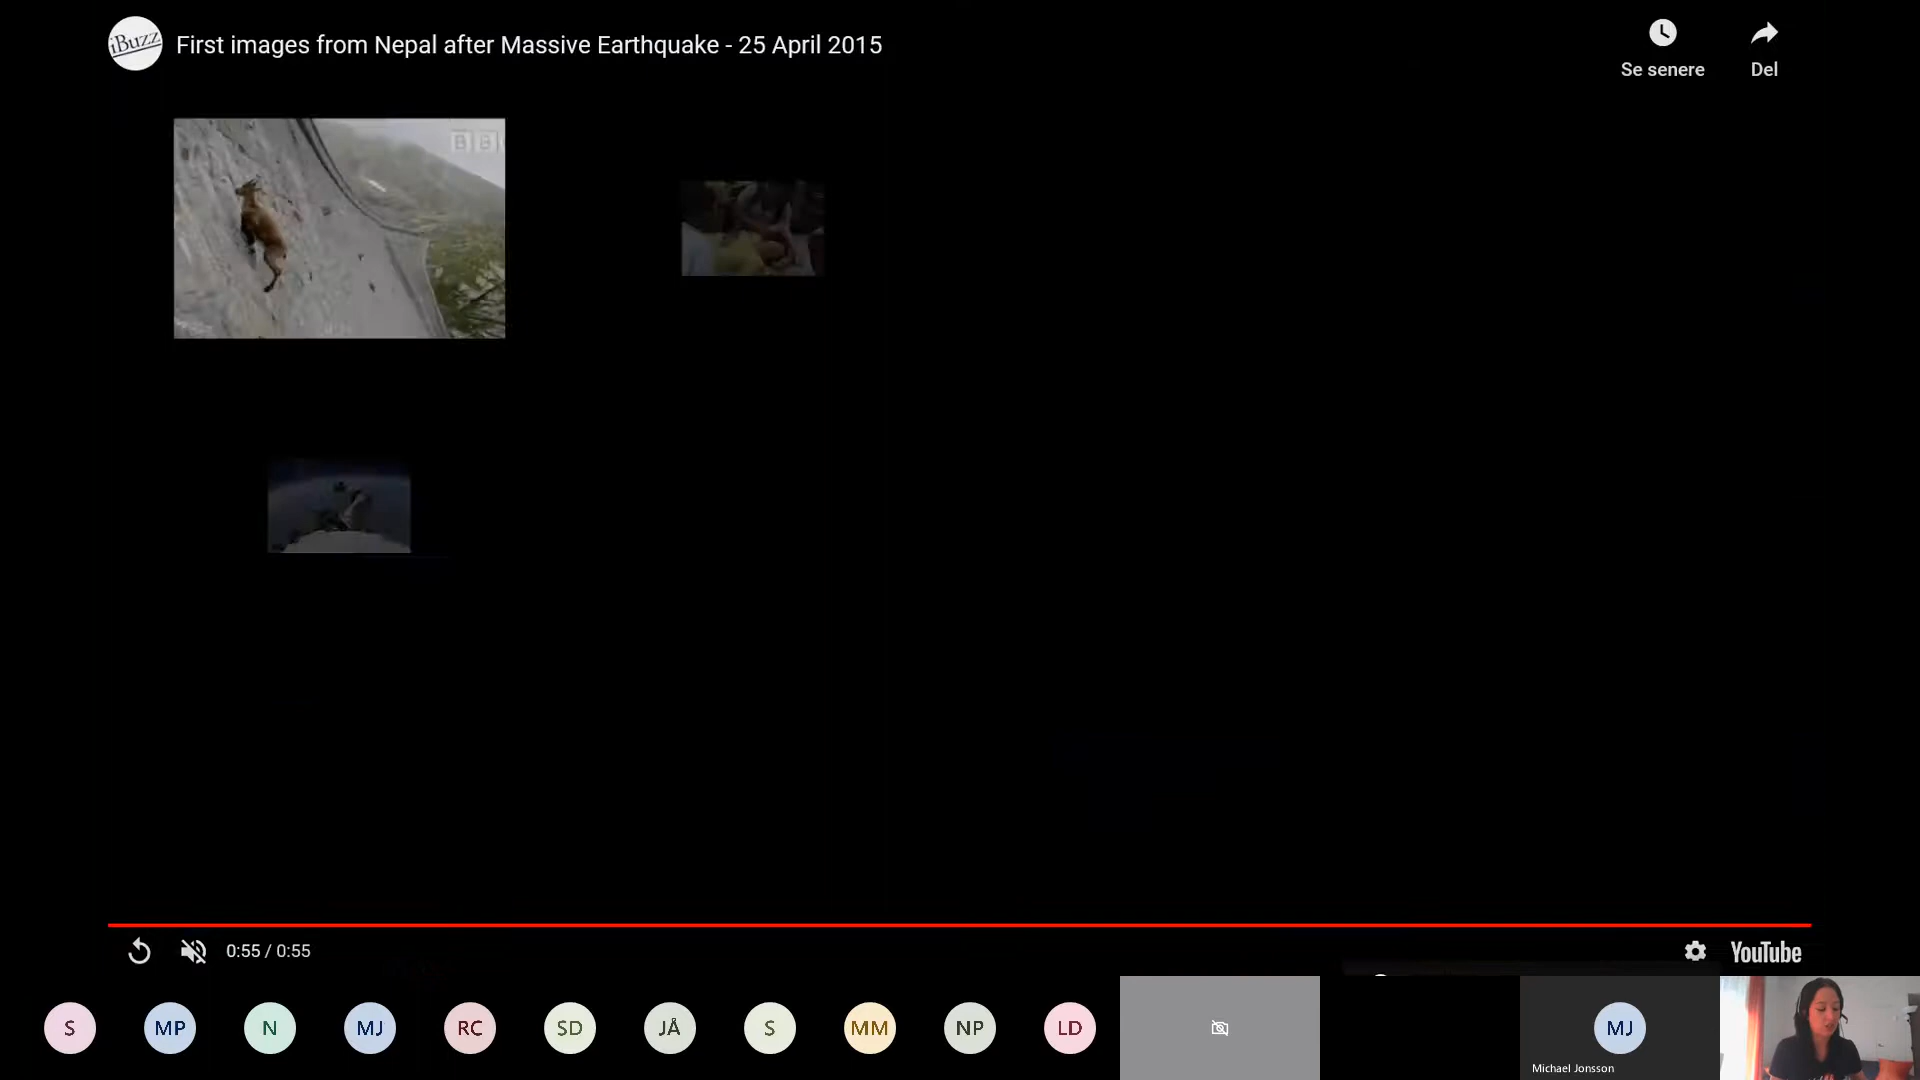 iBuzz
First images from Nepal after Massive Earthquake - 25 April 2015
Se senere
Del
BB
0:55 / 0:55
YouTube
S
MP
N
MJ
RC
SD
JÅ
S
MM
NP
LD
MJ
Michael Jonsson